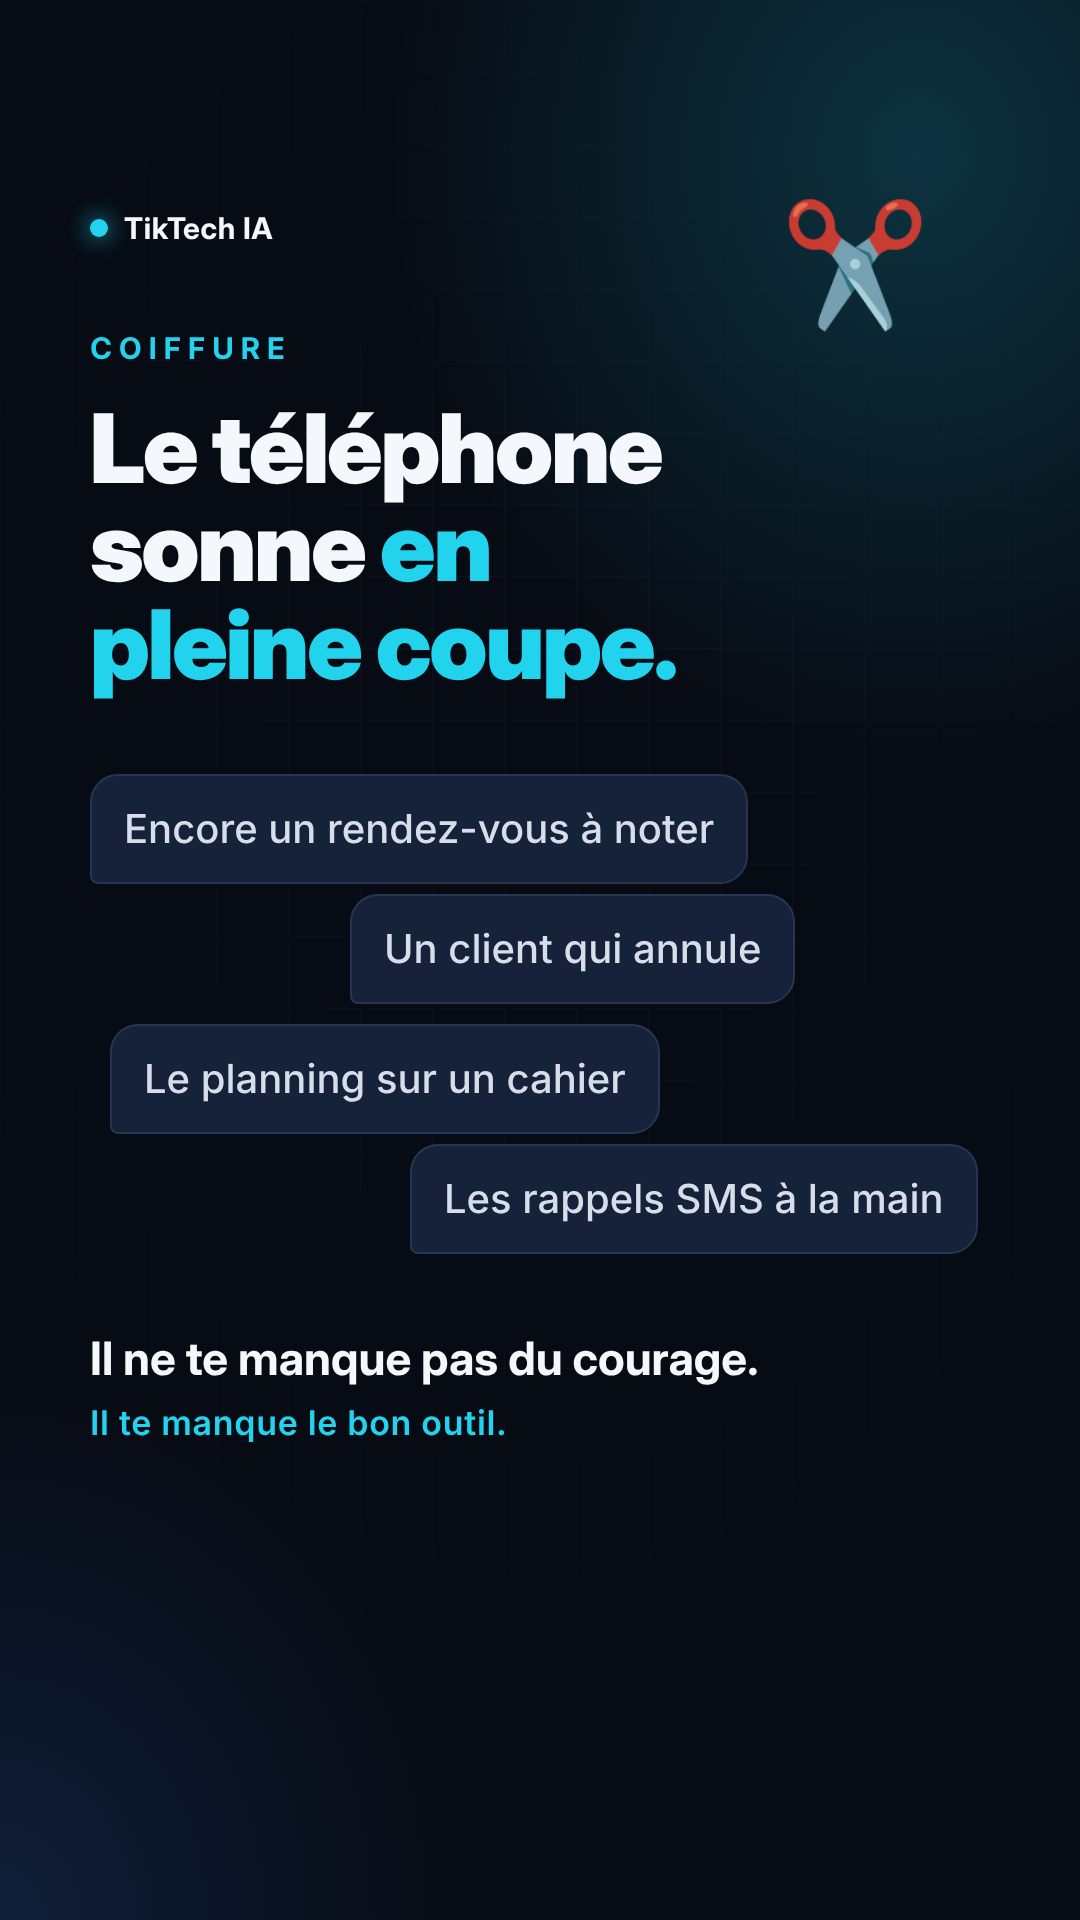 TikTech IA
COIFFURE
Le téléphone
sonne en
pleine coupe.
Encore un rendez-vous à noter
Un client qui annule
Le planning sur un cahier
Les rappels SMS à la main
Il ne te manque pas du courage.
Il te manque le bon outil.